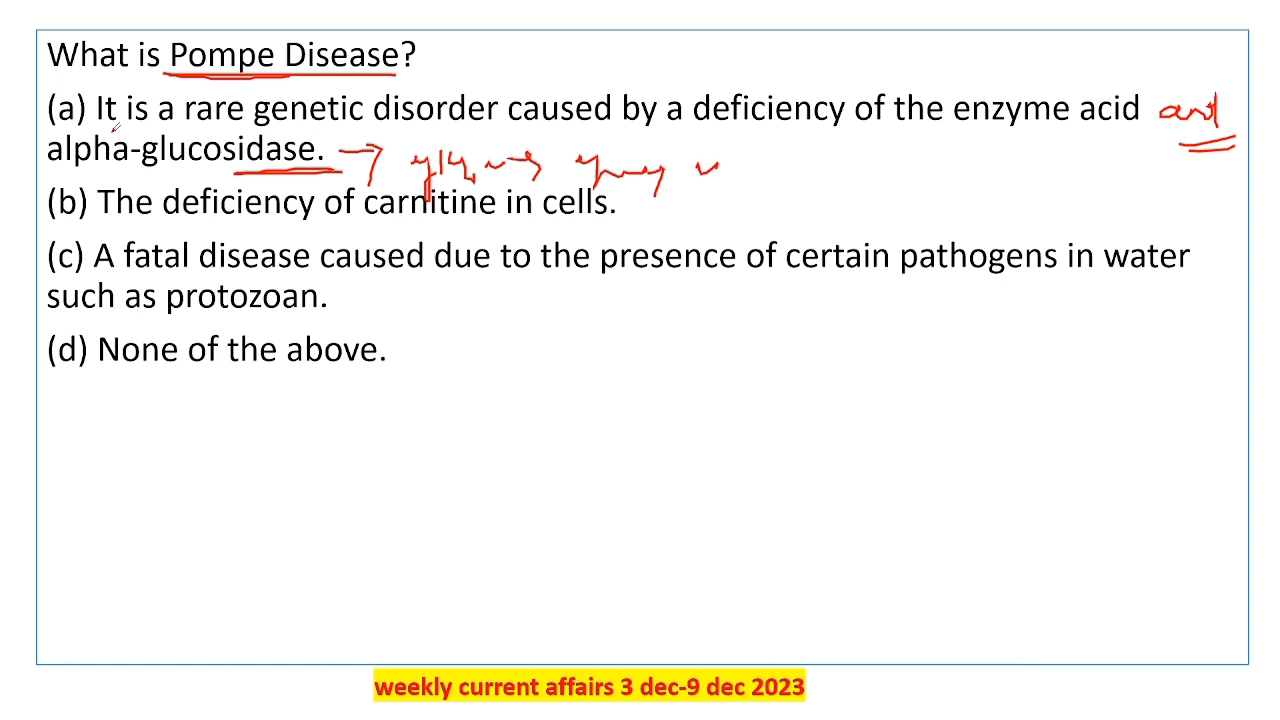 What is Pompe Disease?
(a) It is a rare genetic disorder caused by a deficiency of the enzyme acid
alpha-glucosidase.
(b) The deficiency of carnitine in cells.
(c) A fatal disease caused due to the presence of certain pathogens in water
such as protozoan.
(d) None of the above.
weekly current affairs 3 dec-9 dec 2023